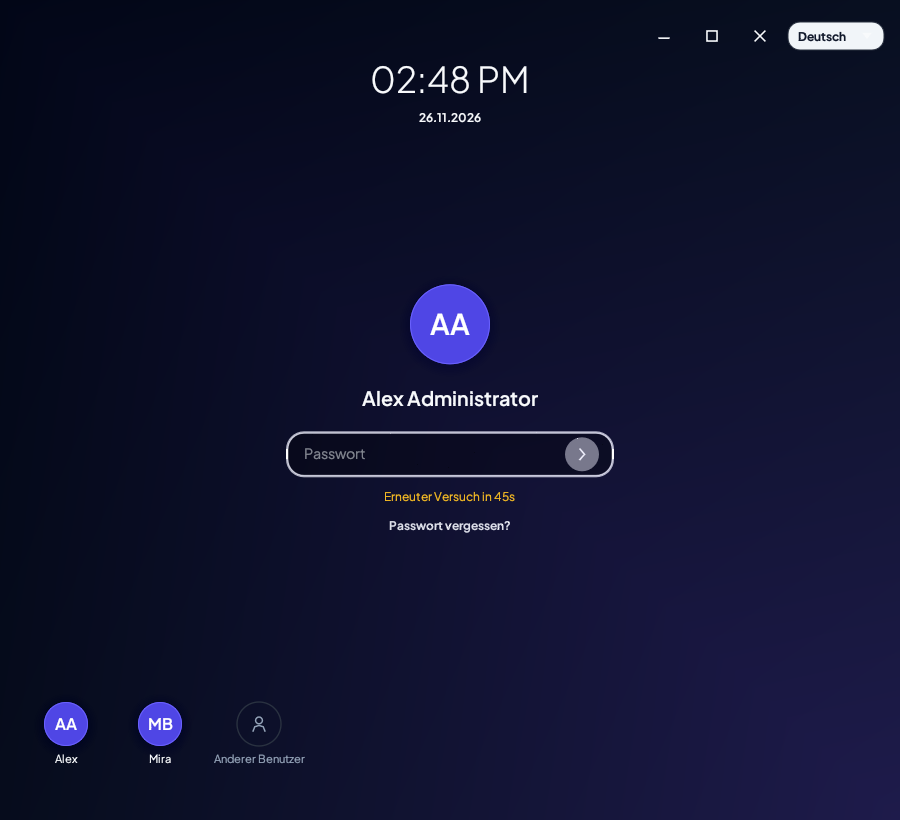 Deutsch
02:48 PM
26.11.2026
AA
Alex Administrator
Passwort
Erneuter Versuch in 45s
Passwort vergessen?
AA
MB
Alex
Mira
Anderer Benutzer